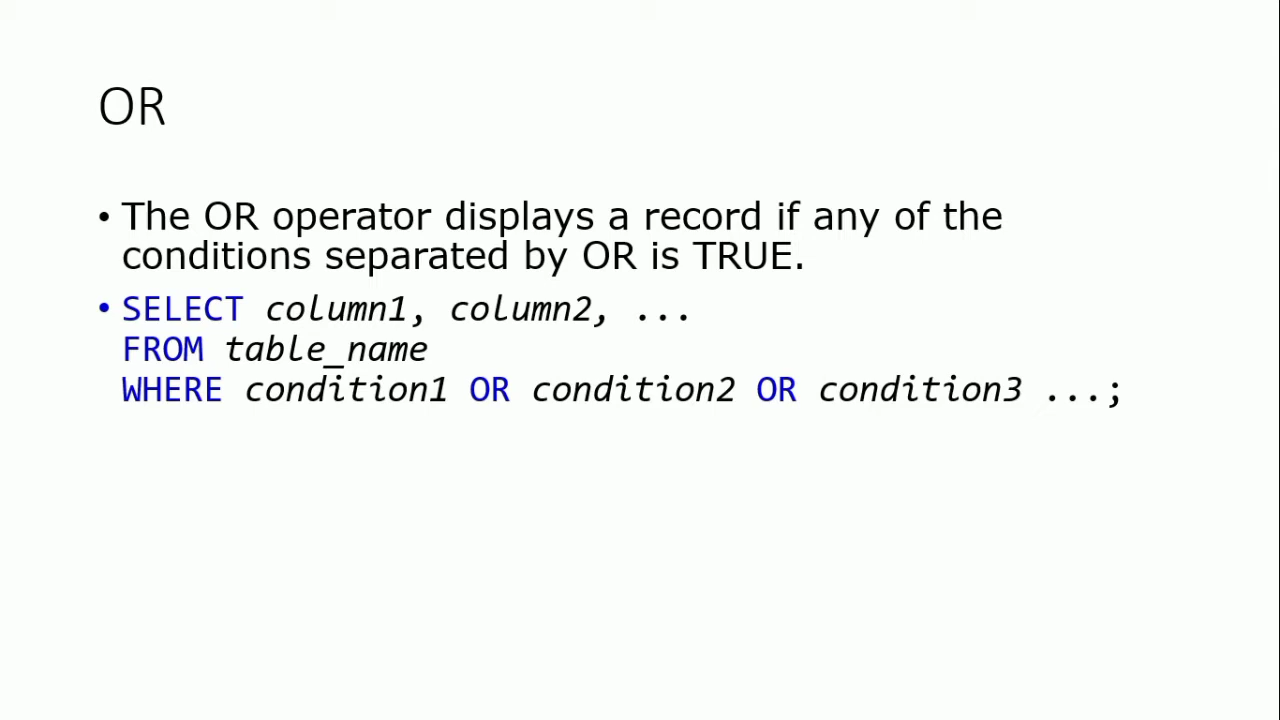 OR
• The OR operator displays a record if any of the
conditions separated by OR is TRUE.
• SELECT column1, column2, ...
FROM table_name
WHERE condition1 OR condition2 OR condition3 ...;